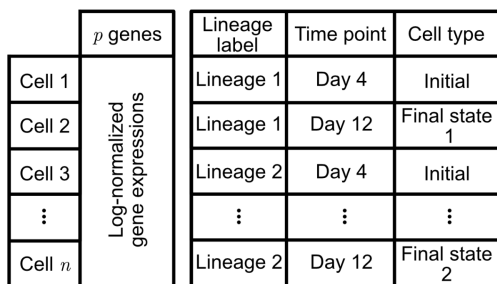 p genes
Lineage label
Time point
Cell type
Cell 1
Lineage 1
Day 4
Initial
Cell 2
Lineage 1
Day 12
Final state 1
Cell 3
Lineage 2
Day 4
Initial
Log-normalized
gene expressions
⋮
⋮
⋮
⋮
Cell n
Lineage 2
Day 12
Final state 2